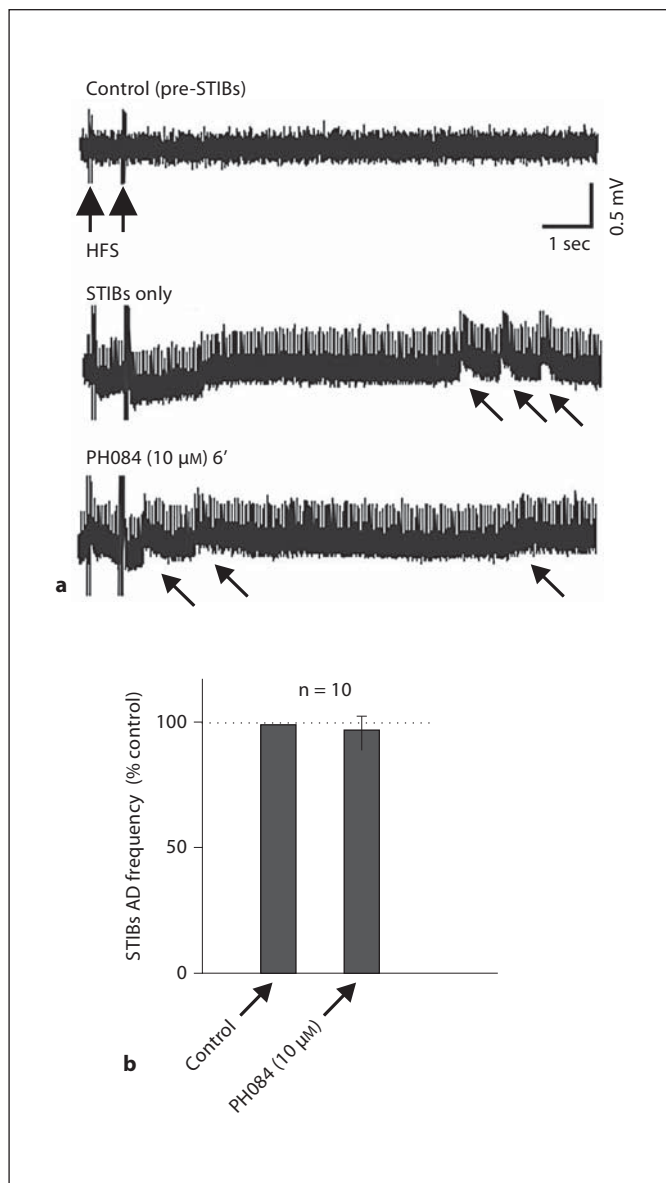 Control (pre-STIBs)
HFS
1 sec
0.5 mV
STIBs only
PH084 (10 µM) 6′
a
n = 10
STIBs AD frequency (% control)
100
50
0
Control
PH084 (10 µM)
b